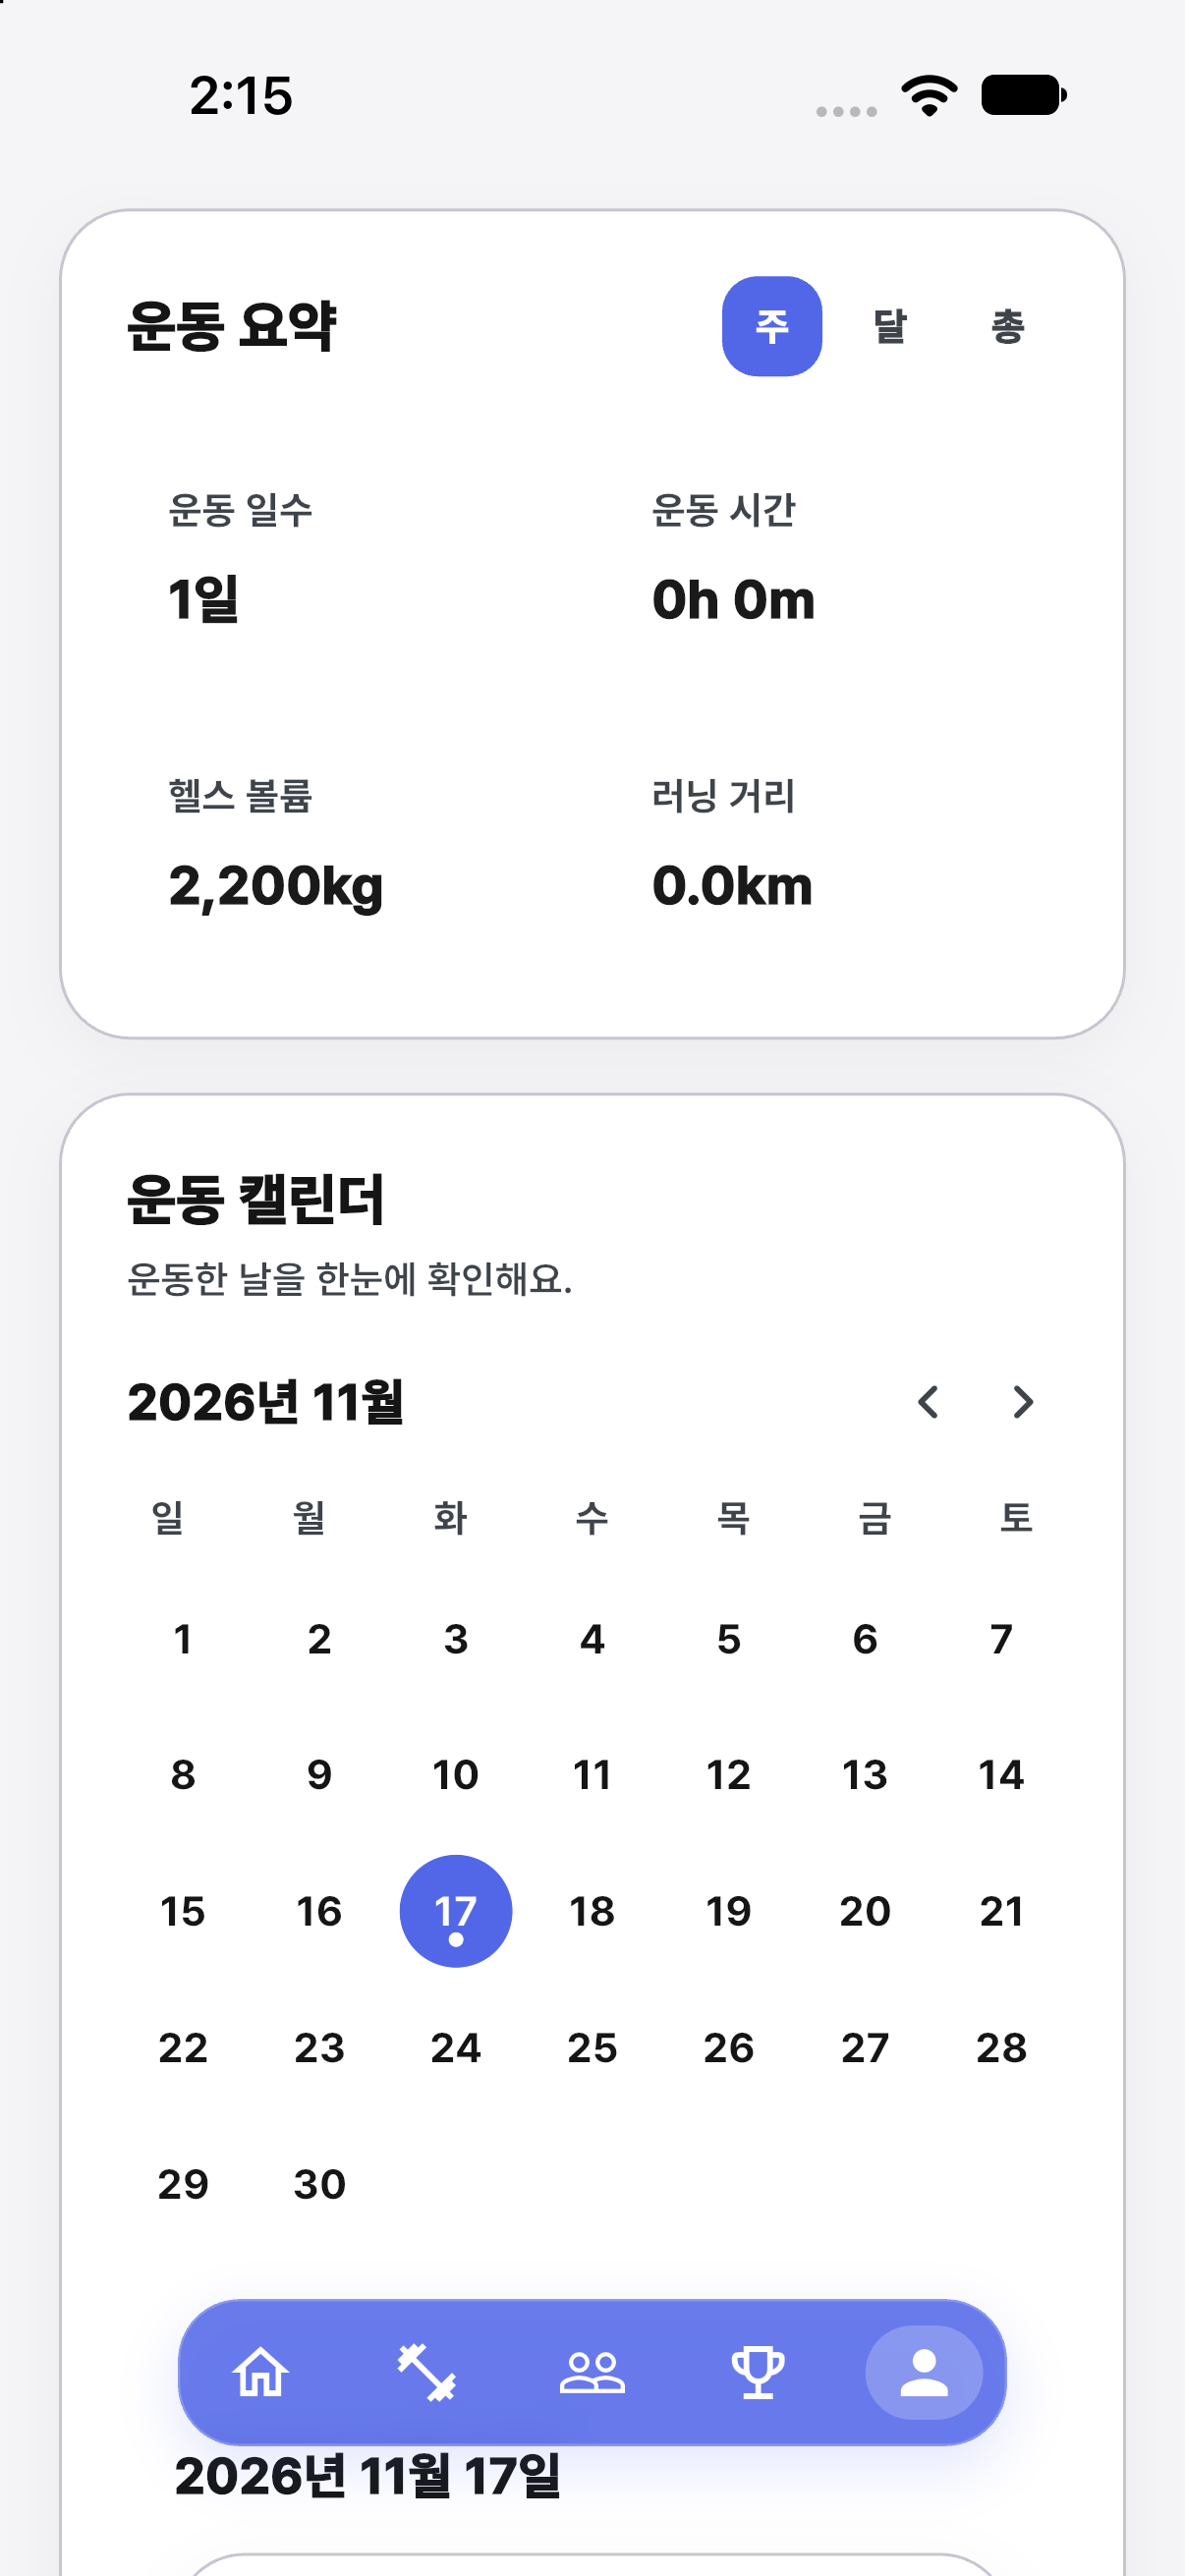 2:15
운동 요약 주 달 총
운동 일수 운동 시간
1일 0h 0m
헬스 볼륨 러닝 거리
2,200kg 0.0km
운동 캘린더
운동한 날을 한눈에 확인해요.
2026년 11월
일 월 화 수 목 금 토
1 2 3 4 5 6 7
8 9 10 11 12 13 14
15 16 17 18 19 20 21
22 23 24 25 26 27 28
29 30
2026년 11월 17일